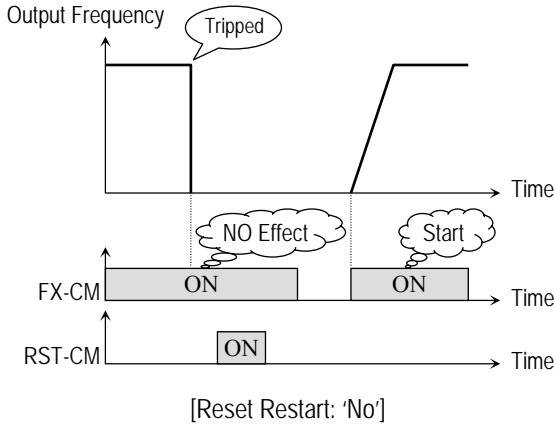 Output Frequency
Tripped
Time
NO Effect
Start
FX-CM
ON
ON
Time
RST-CM
ON
Time
[Reset Restart: ‘No’]